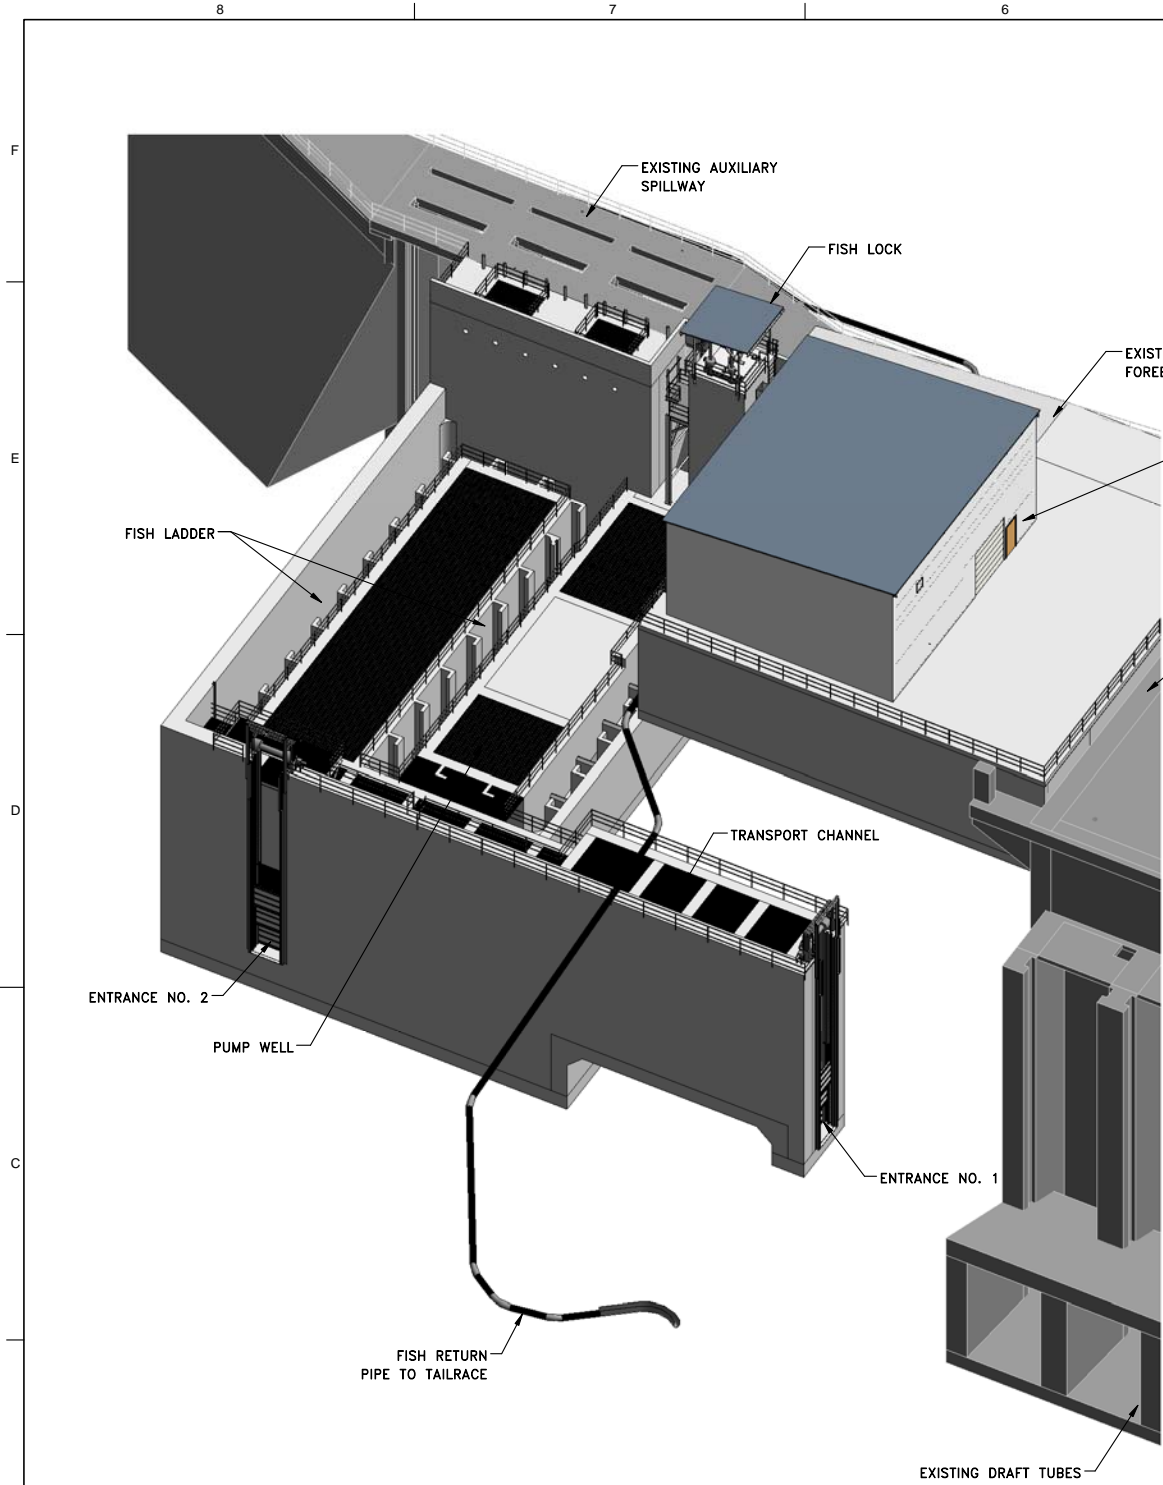 8 7 6
F
EXISTING AUXILIARY
SPILLWAY
FISH LOCK
EXIST
FOREB
E
FISH LADDER
D
TRANSPORT CHANNEL
ENTRANCE NO. 2
PUMP WELL
C
ENTRANCE NO. 1
FISH RETURN
PIPE TO TAILRACE
EXISTING DRAFT TUBES